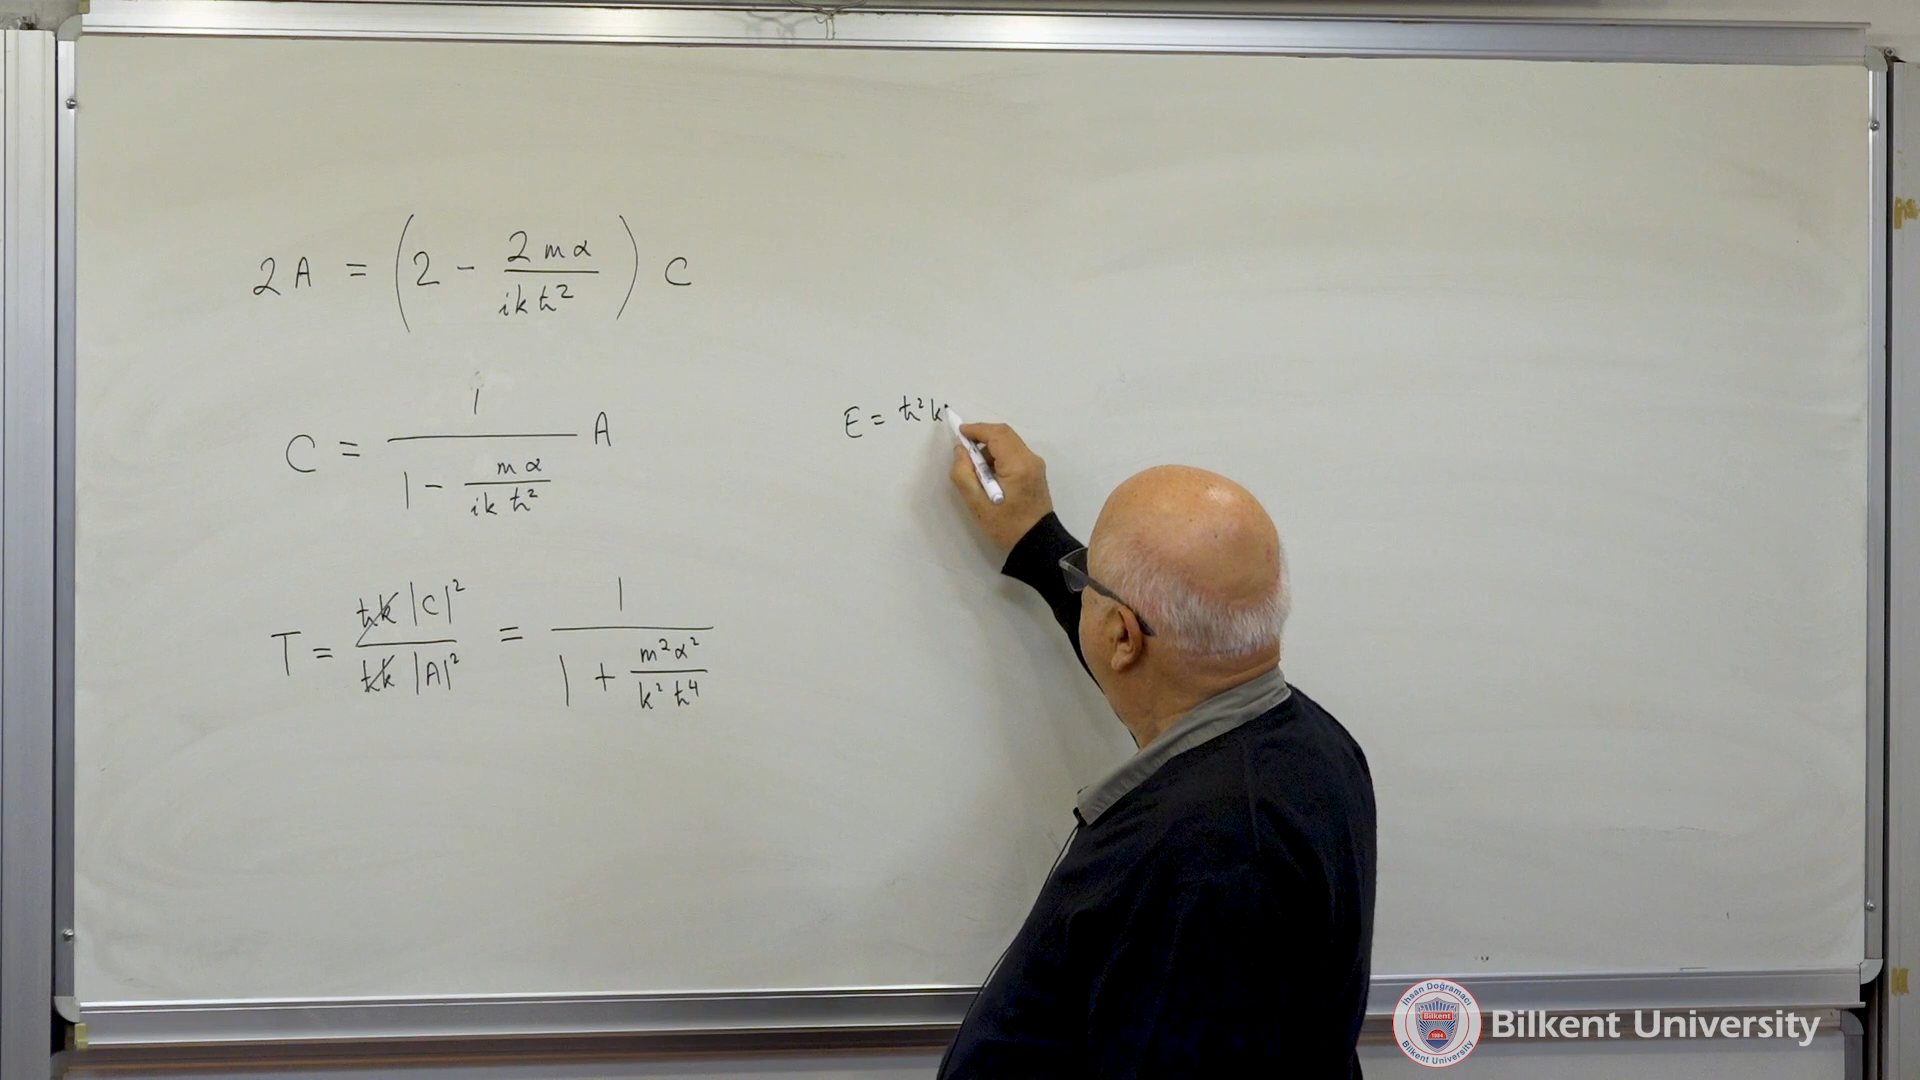 2A = (2 - 2mα / ikħ²) C
C = 1 / (1 - mα / ikħ²) A
E = ħ²k
T = ħk |C|² / ħk |A|² = 1 / (1 + m²α² / k²ħ⁴)
İhsan Doğramacı
Bilkent
1984
Bilkent University
Bilkent University